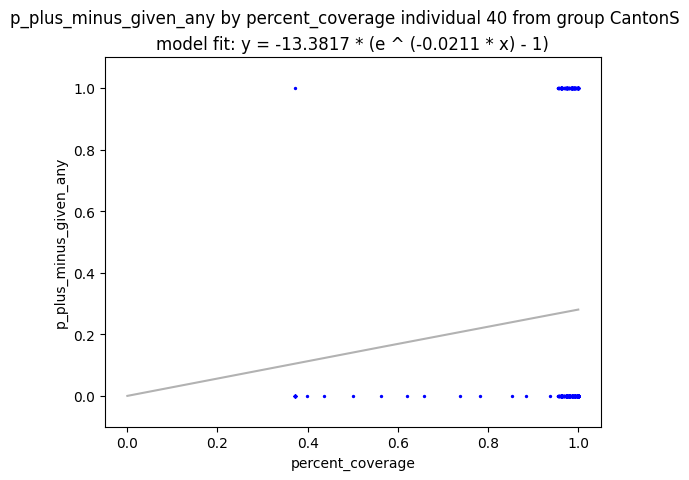 p_plus_minus_given_any by percent_coverage individual 40 from group CantonS
model fit: y = -13.3817 * (e ^ (-0.0211 * x) - 1)
1.0
0.8
0.6
0.4
0.2
0.0
p_plus_minus_given_any
0.0 0.2 0.4 0.6 0.8 1.0
percent_coverage